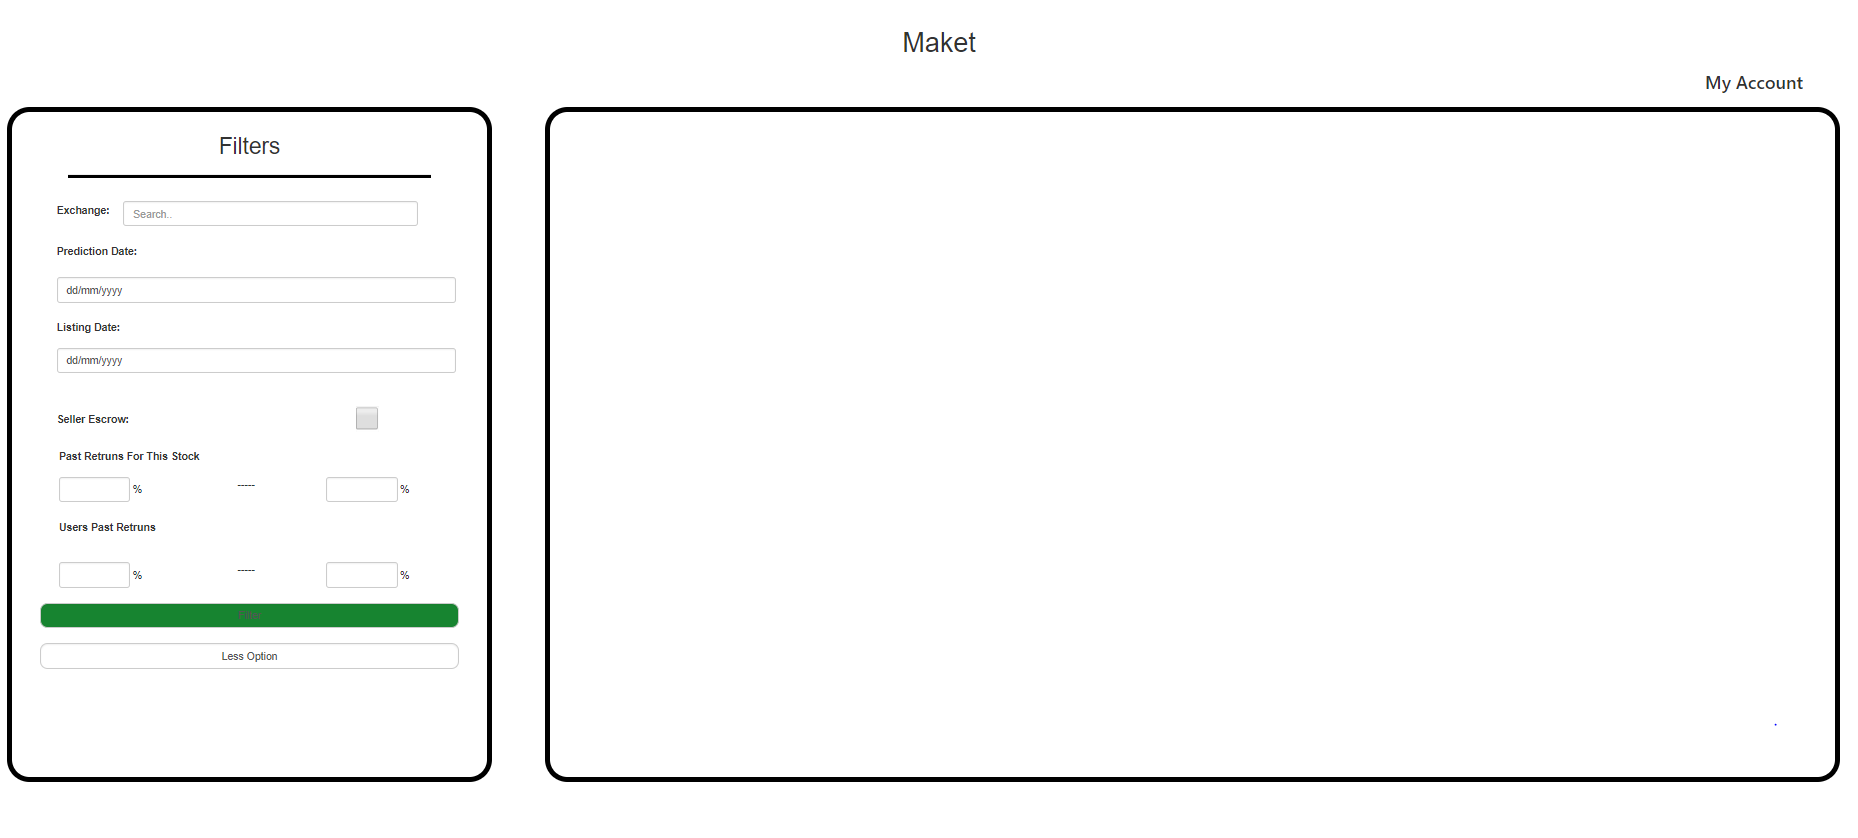 Maket
My Account
Filters
Exchange: Search..
Prediction Date:
dd/mm/yyyy
Listing Date:
dd/mm/yyyy
Seller Escrow:
Past Retruns For This Stock
% ----- %
Users Past Retruns
% ----- %
Filter
Less Option